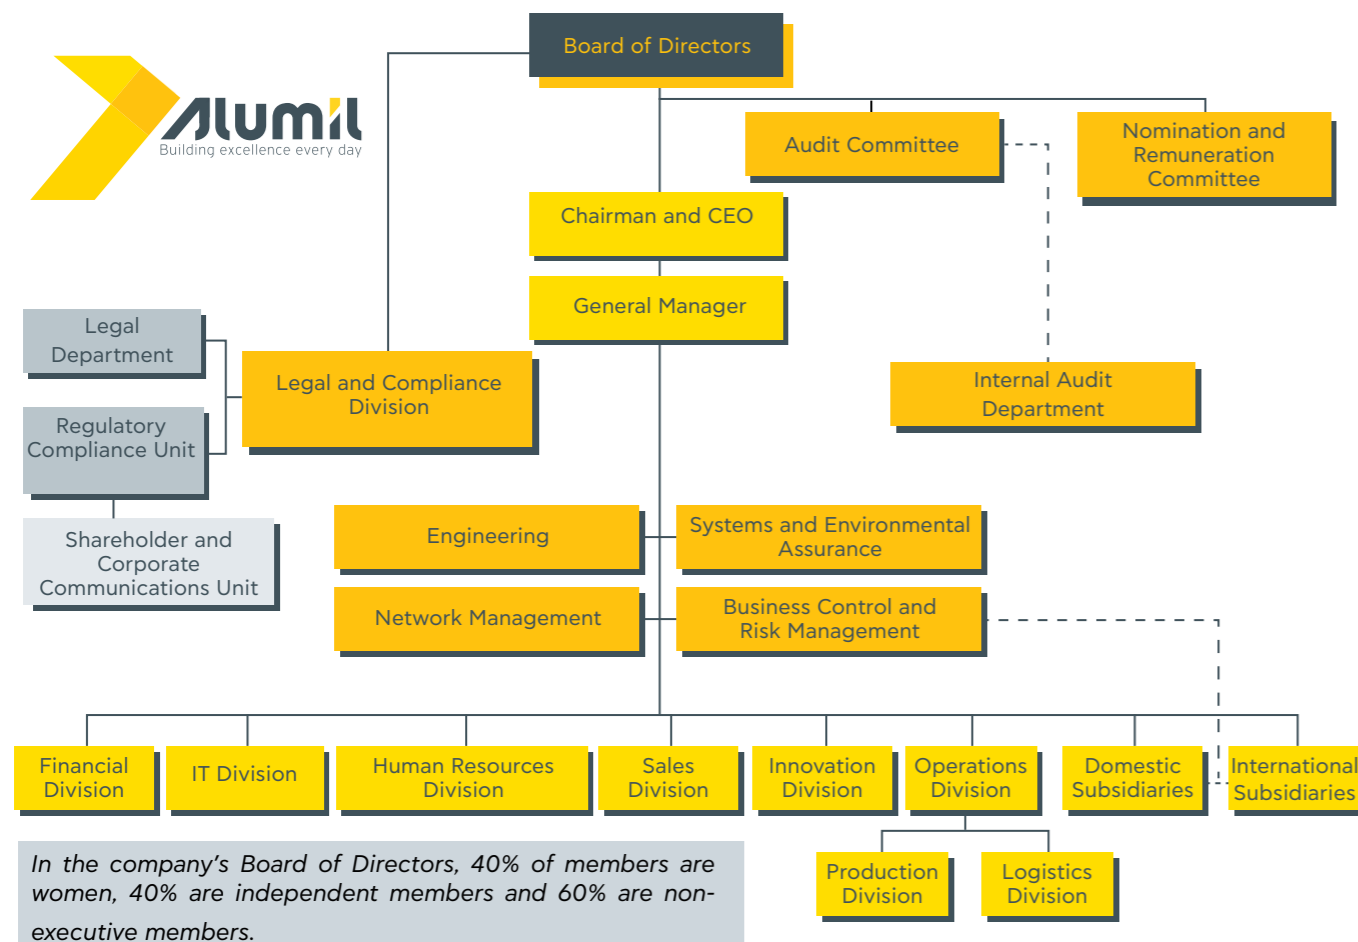 Board of Directors
Alumil
Building excellence every day
Audit Committee
Nomination and
Remuneration
Committee
Chairman and CEO
General Manager
Legal
Department
Legal and Compliance
Division
Internal Audit
Department
Regulatory
Compliance Unit
Shareholder and
Corporate
Communications Unit
Engineering
Systems and Environmental
Assurance
Network Management
Business Control and
Risk Management
Financial
Division
IT Division
Human Resources
Division
Sales
Division
Innovation
Division
Operations
Division
Domestic
Subsidiaries
International
Subsidiaries
Production
Division
Logistics
Division
In the company's Board of Directors, 40% of members are
women, 40% are independent members and 60% are non-
executive members.